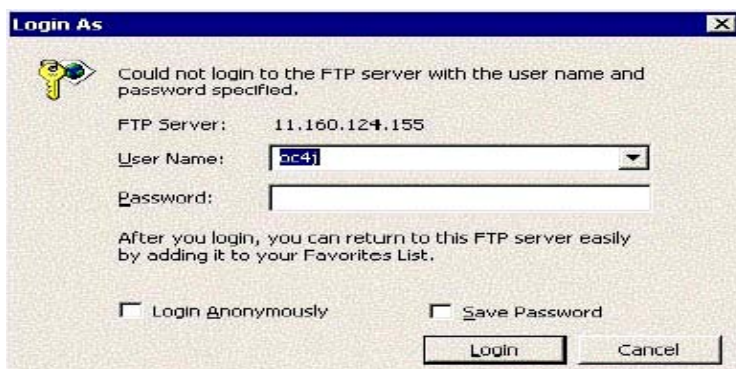 Login As
Could not login to the FTP server with the user name and
password specified.
FTP Server: 11.160.124.155
User Name: oc4j
Password:
After you login, you can return to this FTP server easily
by adding it to your Favorites List.
Login Anonymously Save Password
Login Cancel